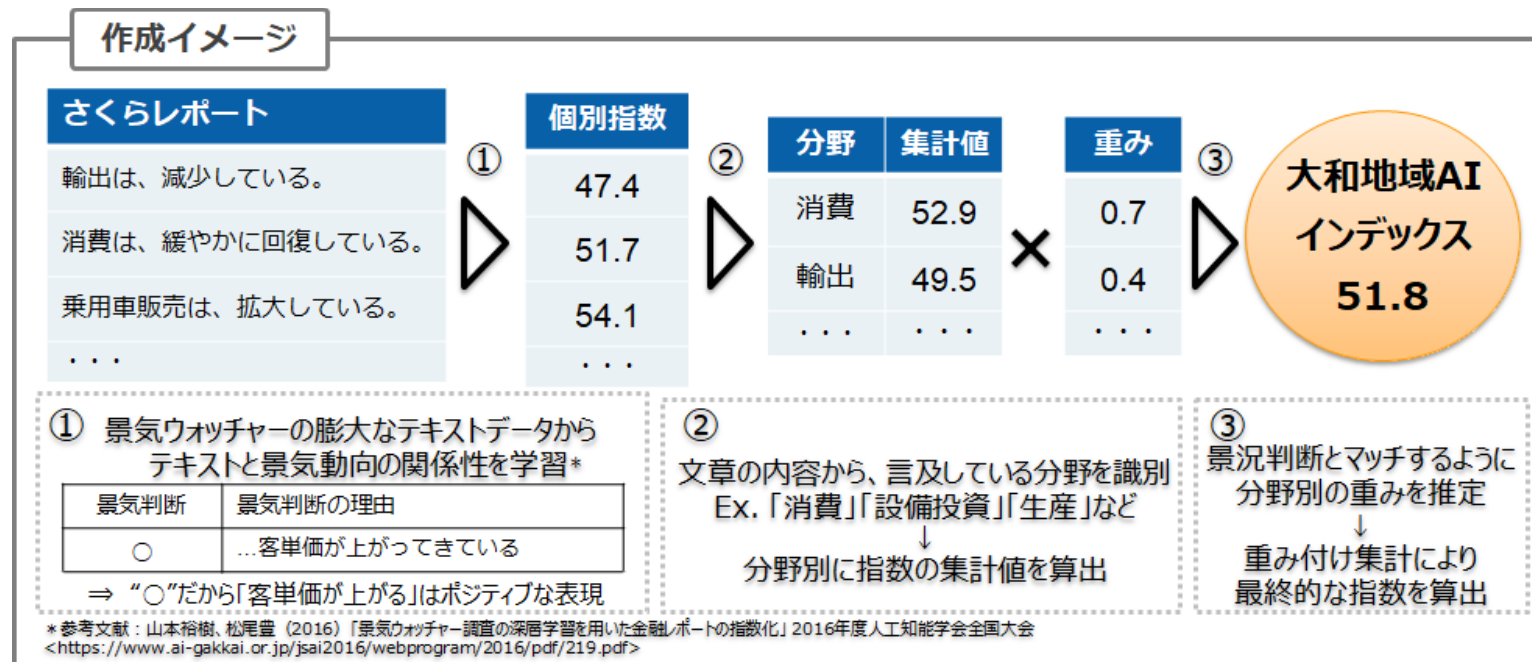 作成イメージ
さくらレポート
輸出は、減少している。
消費は、緩やかに回復している。
乗用車販売は、拡大している。
・・・
①
個別指数
47.4
51.7
54.1
・・・
②
分野 集計値
消費 52.9
輸出 49.5
・・・ ・・・
×
重み
0.7
0.4
・・・
③
大和地域AI
インデックス
51.8
① 景気ウォッチャーの膨大なテキストデータから
テキストと景気動向の関係性を学習*
景気判断 景気判断の理由
○ …客単価が上がってきている
⇒ “○”だから「客単価が上がる」はポジティブな表現
②
文章の内容から、言及している分野を識別
Ex.「消費」「設備投資」「生産」など
↓
分野別に指数の集計値を算出
③
景況判断とマッチするように
分野別の重みを推定
↓
重み付け集計により
最終的な指数を算出
*参考文献：山本裕樹、松尾豊（2016）「景気ウォッチャー調査の深層学習を用いた金融レポートの指数化」2016年度人工知能学会全国大会
<https://www.ai-gakkai.or.jp/jsai2016/webprogram/2016/pdf/219.pdf>